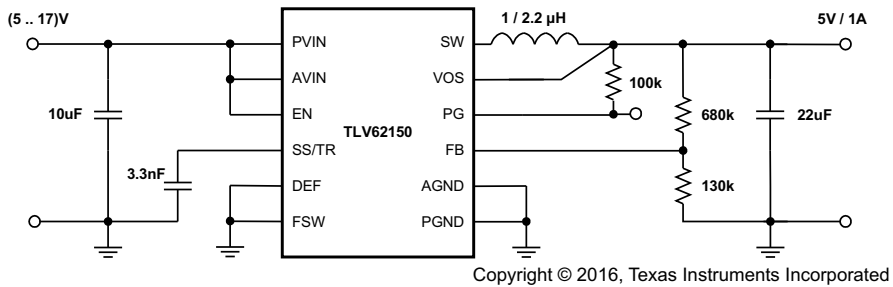 (5 .. 17)V
1 / 2.2 µH
5V / 1A
PVIN
SW
AVIN
VOS
100k
10uF
EN
PG
680k
22uF
TLV62150
SS/TR
FB
3.3nF
DEF
AGND
130k
FSW
PGND
Copyright © 2016, Texas Instruments Incorporated